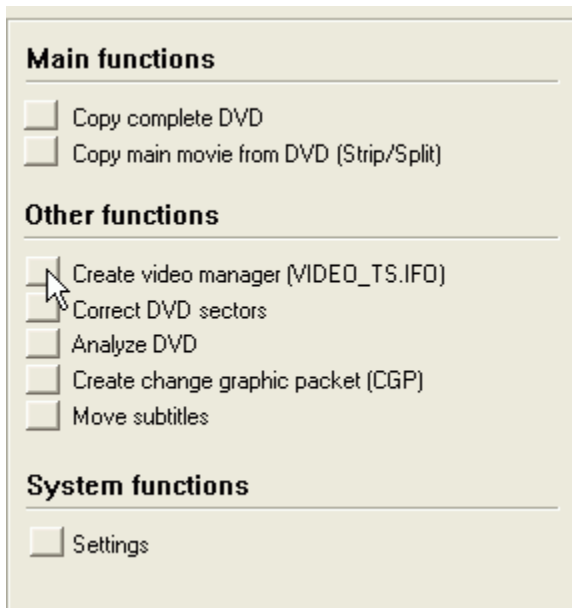 Main functions
Copy complete DVD
Copy main movie from DVD (Strip/Split)
Other functions
Create video manager (VIDEO_TS.IFO)
Correct DVD sectors
Analyze DVD
Create change graphic packet (CGP)
Move subtitles
System functions
Settings